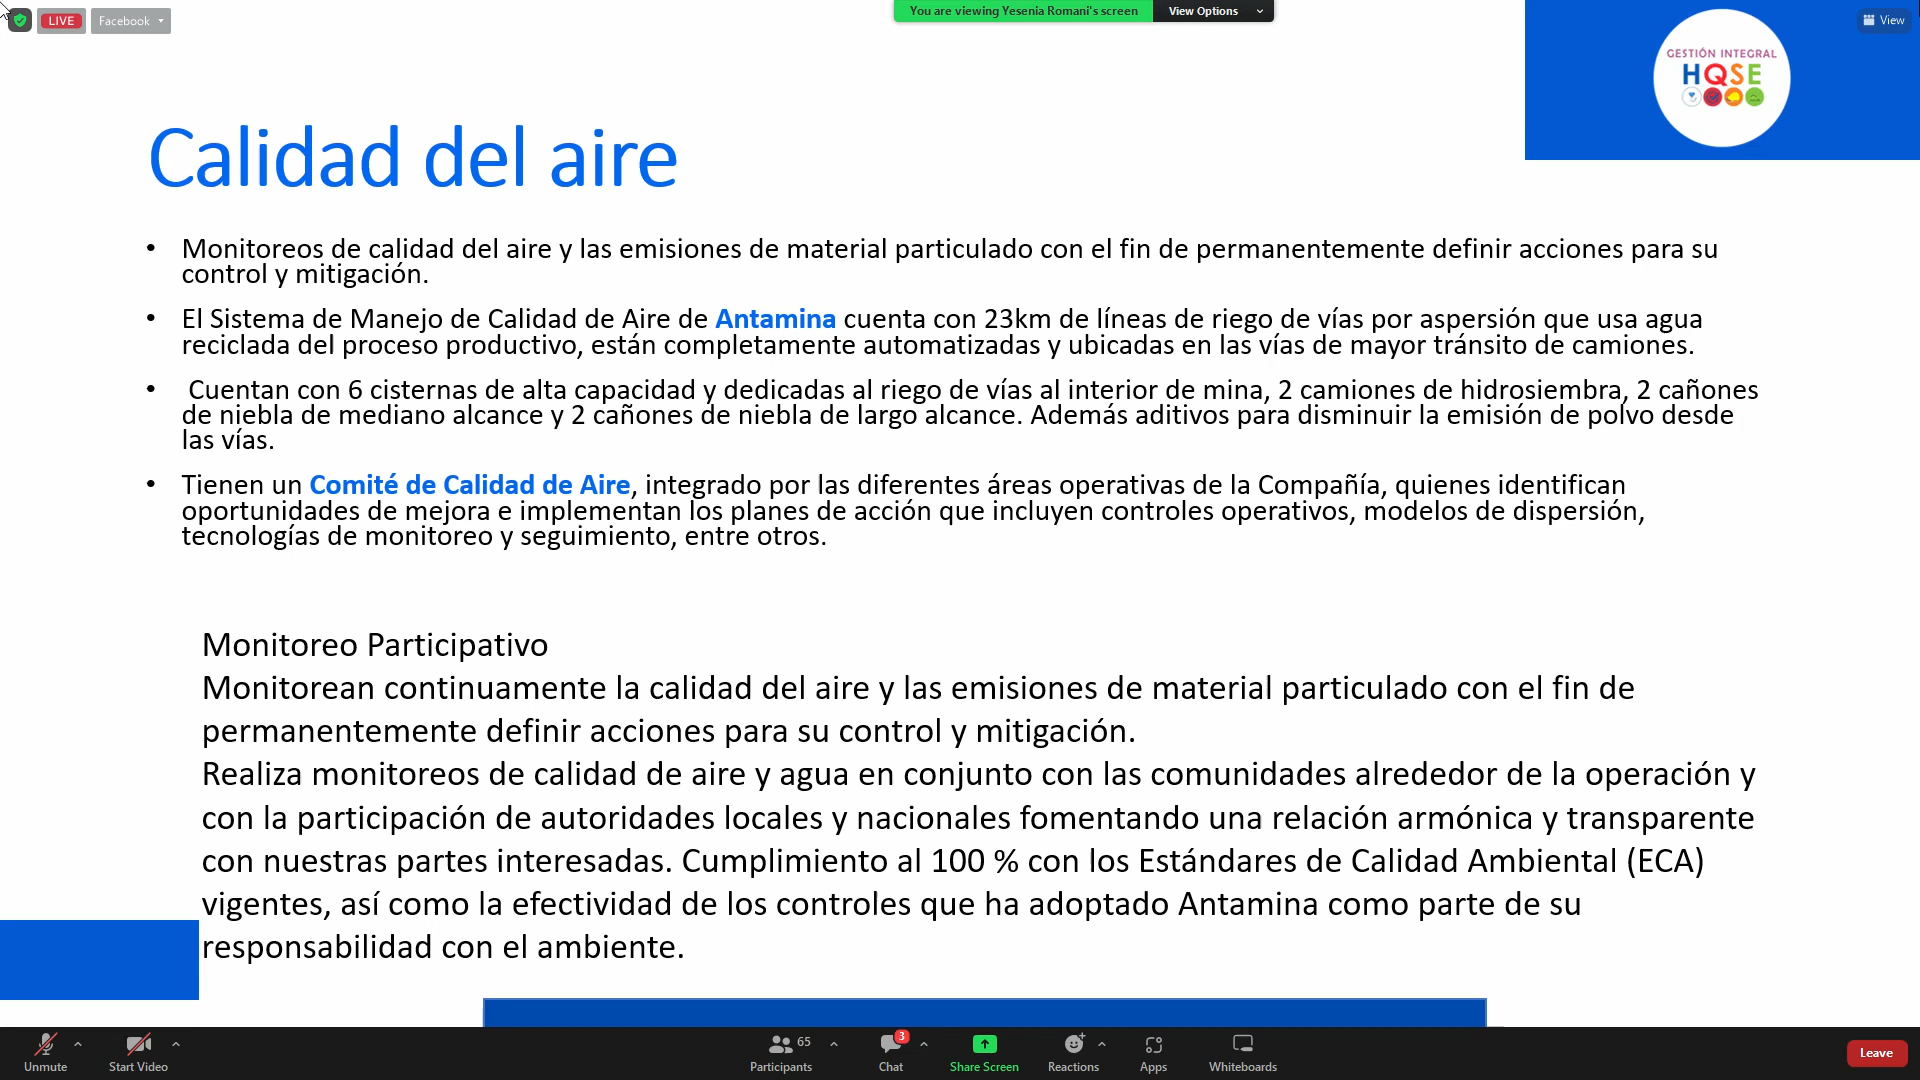 LIVE
Facebook
You are viewing Yesenia Romani's screen
View Options
View
GESTIÓN INTEGRAL
HQSE
Calidad del aire
• Monitoreos de calidad del aire y las emisiones de material particulado con el fin de permanentemente definir acciones para su
control y mitigación.
• El Sistema de Manejo de Calidad de Aire de Antamina cuenta con 23km de líneas de riego de vías por aspersión que usa agua
reciclada del proceso productivo, están completamente automatizadas y ubicadas en las vías de mayor tránsito de camiones.
• Cuentan con 6 cisternas de alta capacidad y dedicadas al riego de vías al interior de mina, 2 camiones de hidrosiembra, 2 cañones
de niebla de mediano alcance y 2 cañones de niebla de largo alcance. Además aditivos para disminuir la emisión de polvo desde
las vías.
• Tienen un Comité de Calidad de Aire, integrado por las diferentes áreas operativas de la Compañía, quienes identifican
oportunidades de mejora e implementan los planes de acción que incluyen controles operativos, modelos de dispersión,
tecnologías de monitoreo y seguimiento, entre otros.
Monitoreo Participativo
Monitorean continuamente la calidad del aire y las emisiones de material particulado con el fin de
permanentemente definir acciones para su control y mitigación.
Realiza monitoreos de calidad de aire y agua en conjunto con las comunidades alrededor de la operación y
con la participación de autoridades locales y nacionales fomentando una relación armónica y transparente
con nuestras partes interesadas. Cumplimiento al 100 % con los Estándares de Calidad Ambiental (ECA)
vigentes, así como la efectividad de los controles que ha adoptado Antamina como parte de su
responsabilidad con el ambiente.
Unmute
Start Video
65
Participants
3
Chat
Share Screen
Reactions
Apps
Whiteboards
Leave